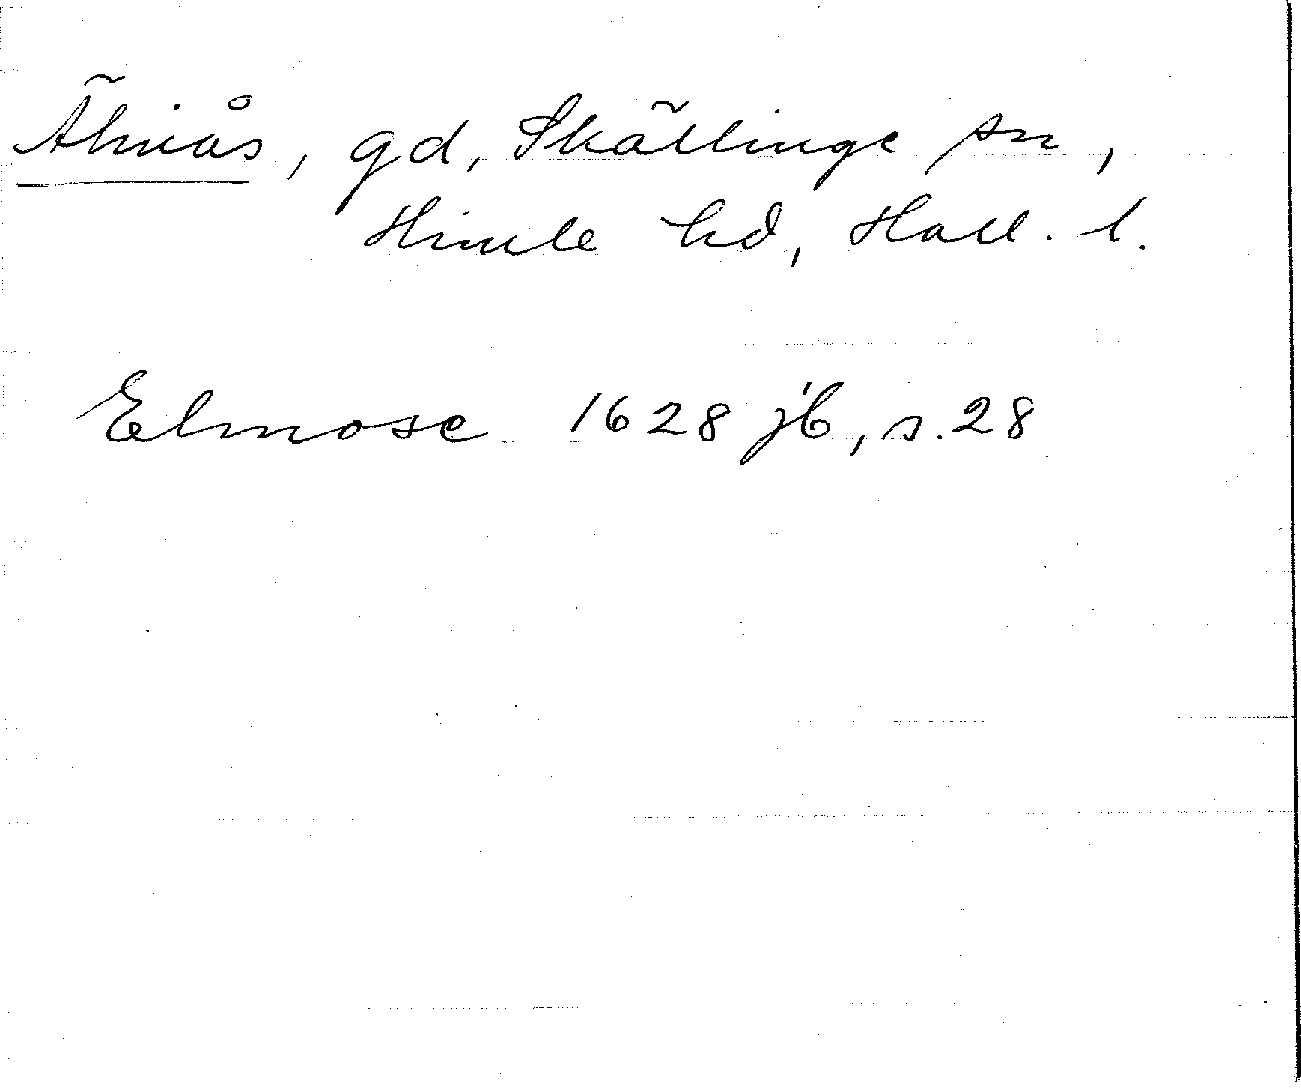 Älmås, gd, Skällinge sn,
Himle hd, Hall. l.
Elmose 1628 jb, s. 28